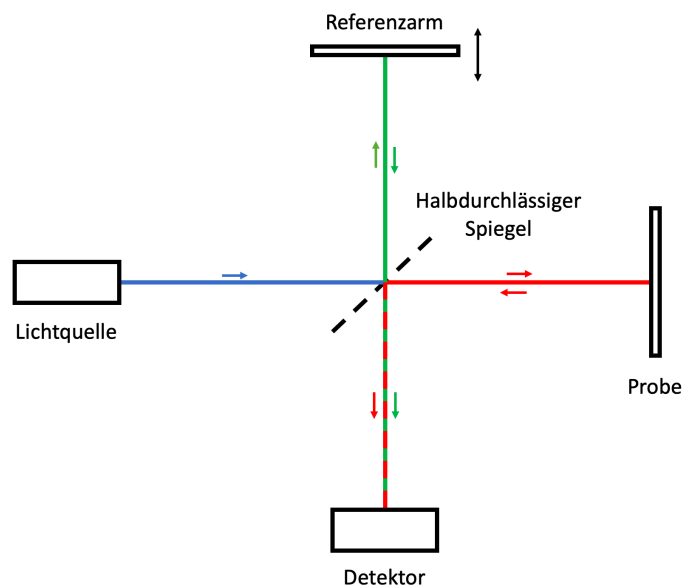 Referenzarm
Halbdurchlässiger
Spiegel
Lichtquelle
Probe
Detektor